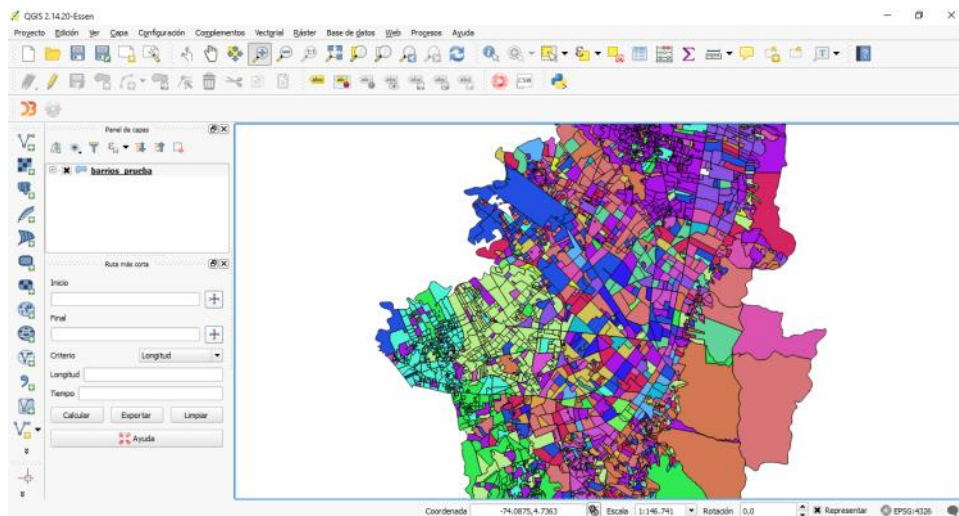 QGIS 2.14.20-Essen
Proyecto Edición Ver Capa Configuración Complementos Vectorial Ráster Base de datos Web Procesos Ayuda
CSW
Panel de capas
barrios_prueba
Ruta más corta
Inicio
Final
Criterio Longitud
Longitud
Tiempo
Calcular Exportar Limpiar
Ayuda
Coordenada -74.0875,4.7363 Escala 1:146.741 Rotación 0,0 Representar EPSG:4326